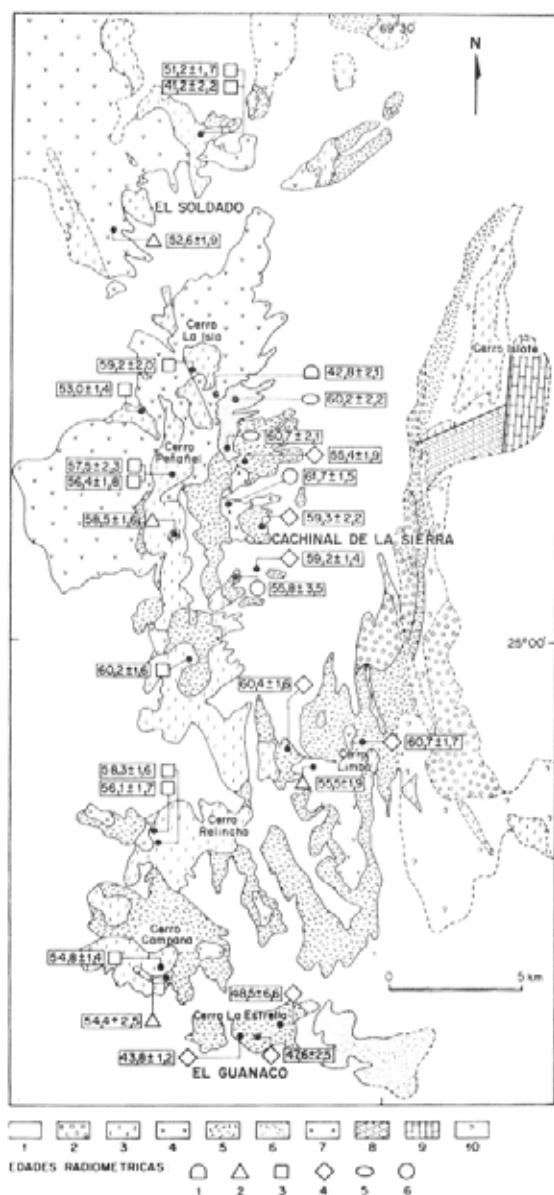 69°30'
N
51,2±1,7
41,2±2,2
EL SOLDADO
52,6±1,9
Cerro
La Isla
Cerro Islote
59,2±2,0
42,8±2,1
53,0±1,4
60,2±2,2
60,7±2,1
Cerro
Peñafiel
55,4±1,9
57,5±2,3
56,4±1,8
61,7±1,5
58,5±1,6
59,3±2,2
CACHINAL DE LA SIERRA
59,2±1,4
55,8±3,5
25°00'
60,2±1,6
60,4±1,6
60,7±1,7
Cerro
Limbo
58,3±1,6
55,5±1,9
56,1±1,7
Cerro
Relincho
Cerro
Campana
54,8±1,4
0 5 km
48,5±6,6
54,4±2,5
Cerro La Estrella
43,8±1,2
47,6±2,5
EL GUANACO
1 2 3 4 5 6 7 8 9 10
EDADES RADIOMETRICAS:
1 2 3 4 5 6